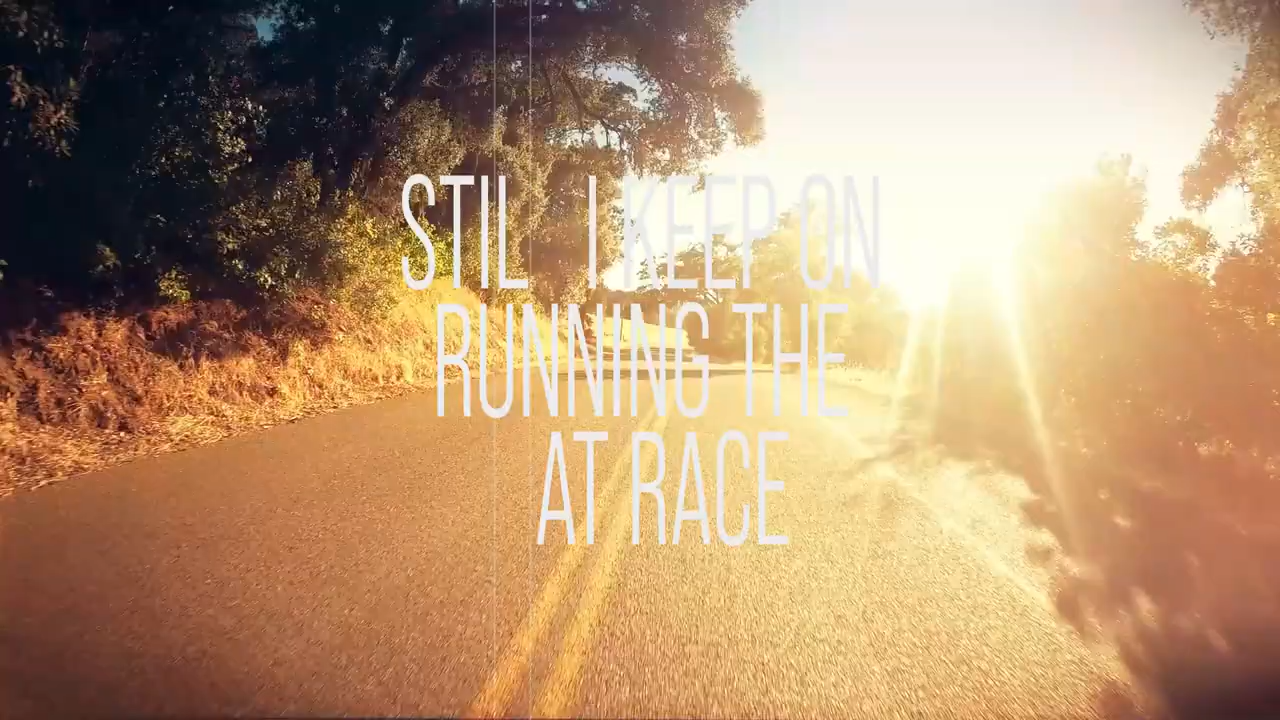 STIL I KEEP ON
RUNNING THE
AT RACE